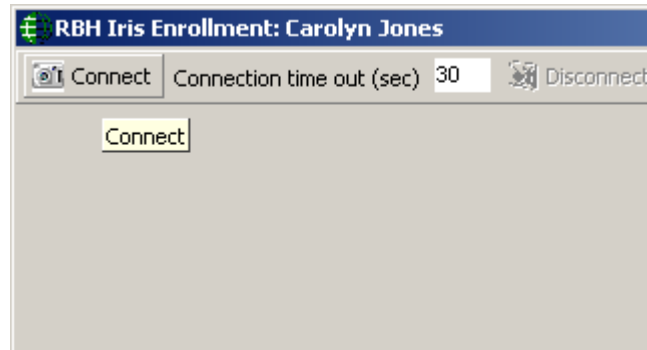 RBH Iris Enrollment: Carolyn Jones
Connect Connection time out (sec) 30 Disconnect
Connect